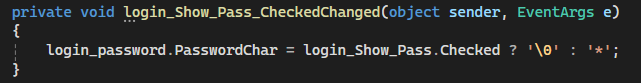 private void login_Show_Pass_CheckedChanged(object sender, EventArgs e)
{
    login_password.PasswordChar = login_Show_Pass.Checked ? '\0' : '*';
}